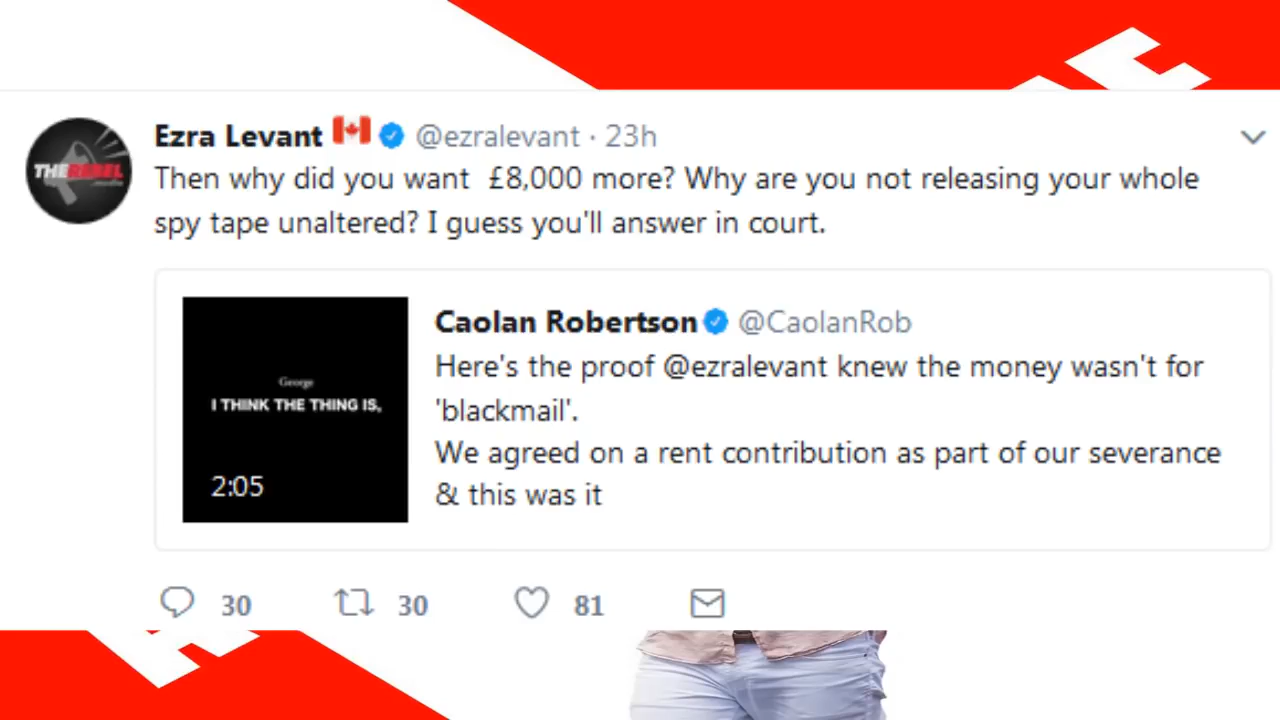 Ezra Levant @ezralevant · 23h
THE REBEL
Then why did you want £8,000 more? Why are you not releasing your whole
spy tape unaltered? I guess you'll answer in court.
Caolan Robertson @CaolanRob
Here's the proof @ezralevant knew the money wasn't for
'blackmail'.
We agreed on a rent contribution as part of our severance
& this was it
George
I THINK THE THING IS,
2:05
30 30 81